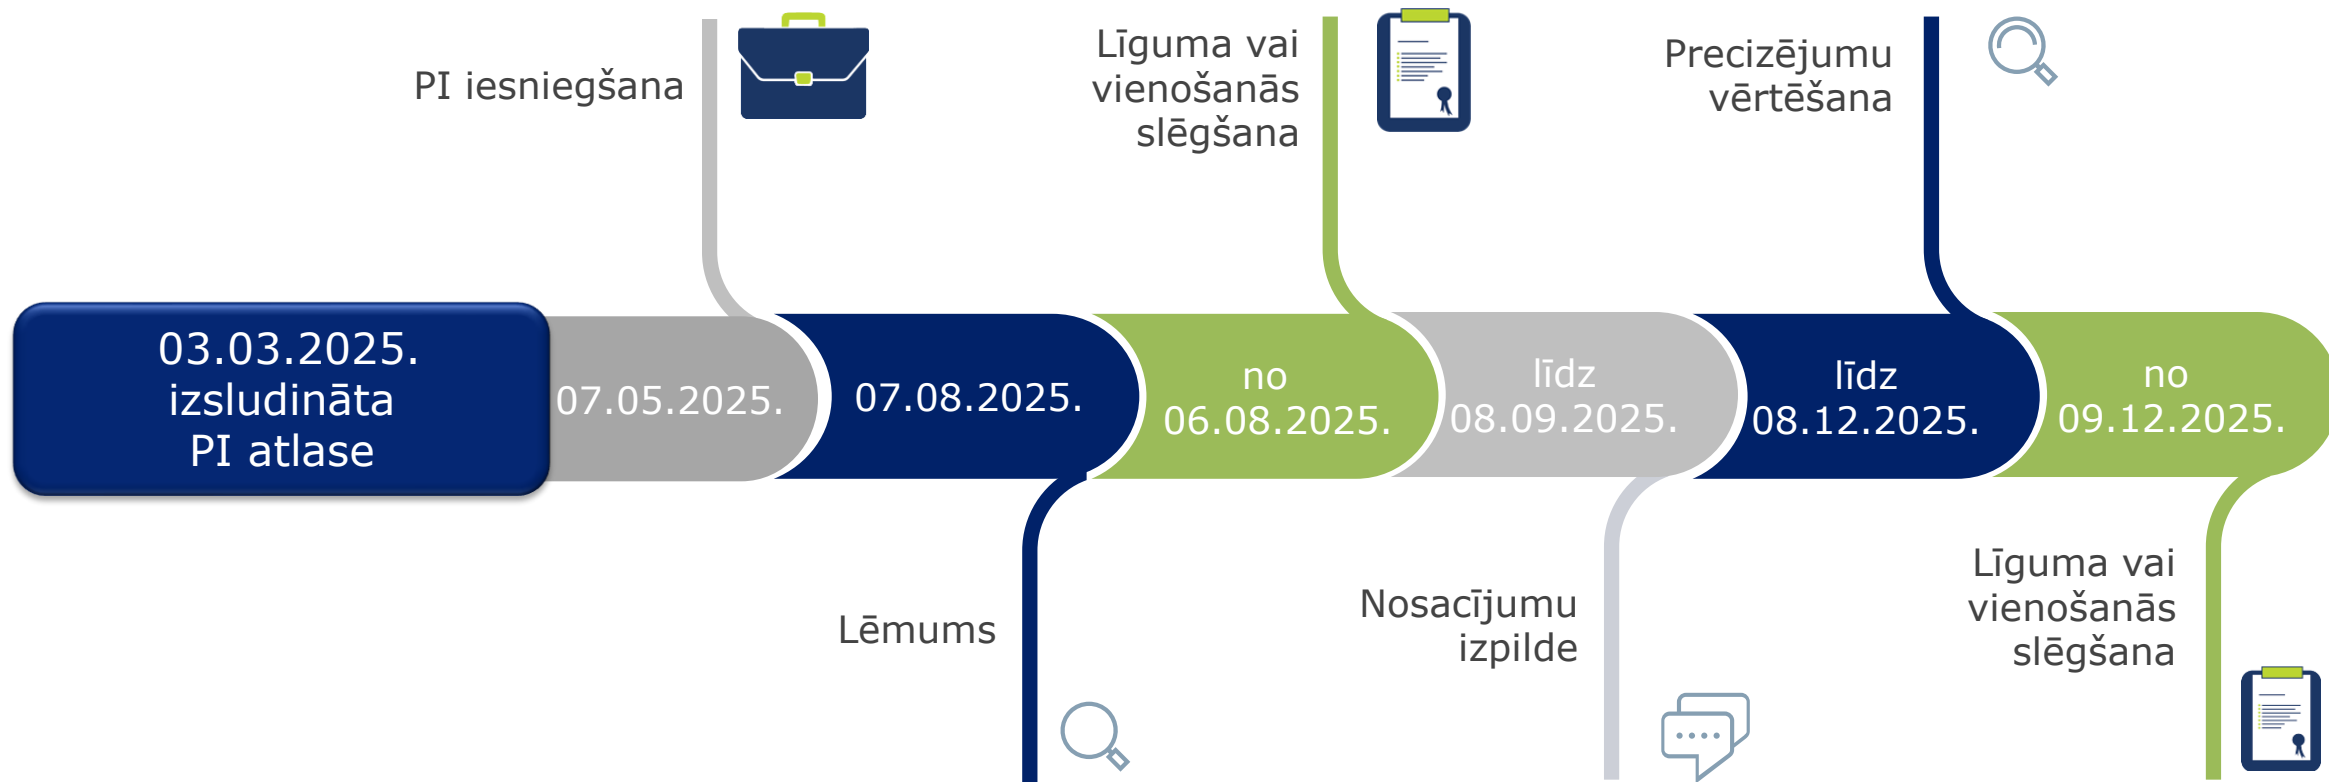 PI iesniegšana
Līguma vai
vienošanās
slēgšana
Precizējumu
vērtēšana
03.03.2025.
izsludināta
PI atlase
07.05.2025.
07.08.2025.
no
06.08.2025.
līdz
08.09.2025.
līdz
08.12.2025.
no
09.12.2025.
Lēmums
Nosacījumu
izpilde
Līguma vai
vienošanās
slēgšana